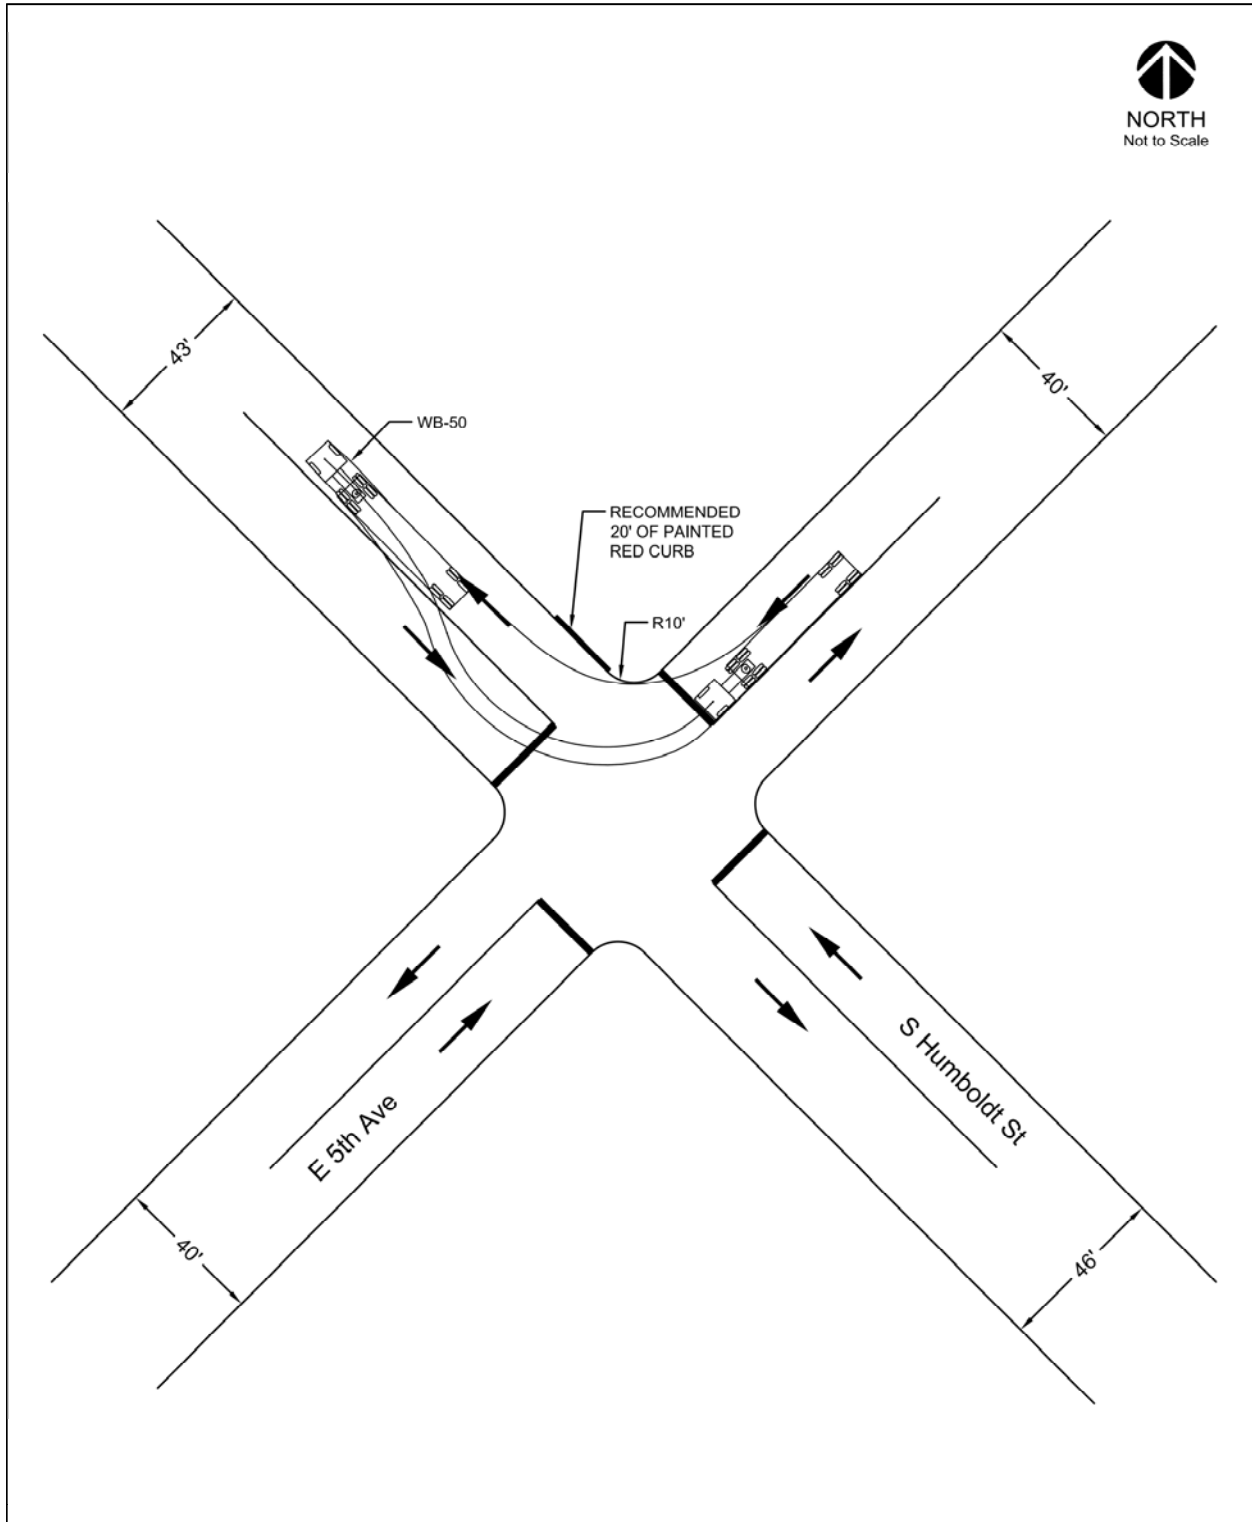 NORTH
Not to Scale
43'
40'
WB-50
RECOMMENDED
20' OF PAINTED
RED CURB
R10'
S Humboldt St
E 5th Ave
40'
46'